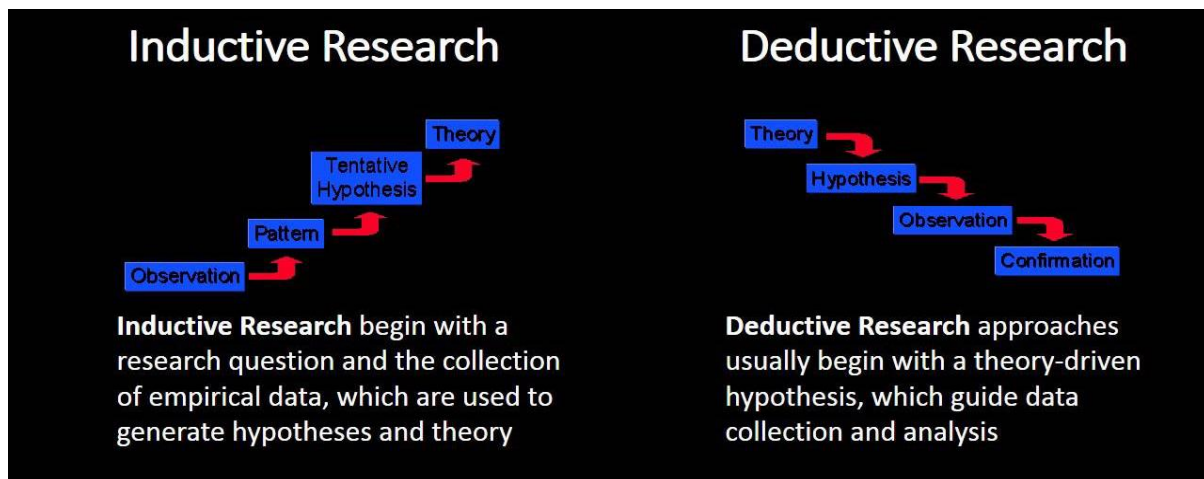 Inductive Research
Theory
Tentative
Hypothesis
Pattern
Observation
Inductive Research begin with a
research question and the collection
of empirical data, which are used to
generate hypotheses and theory
Deductive Research
Theory
Hypothesis
Observation
Confirmation
Deductive Research approaches
usually begin with a theory-driven
hypothesis, which guide data
collection and analysis